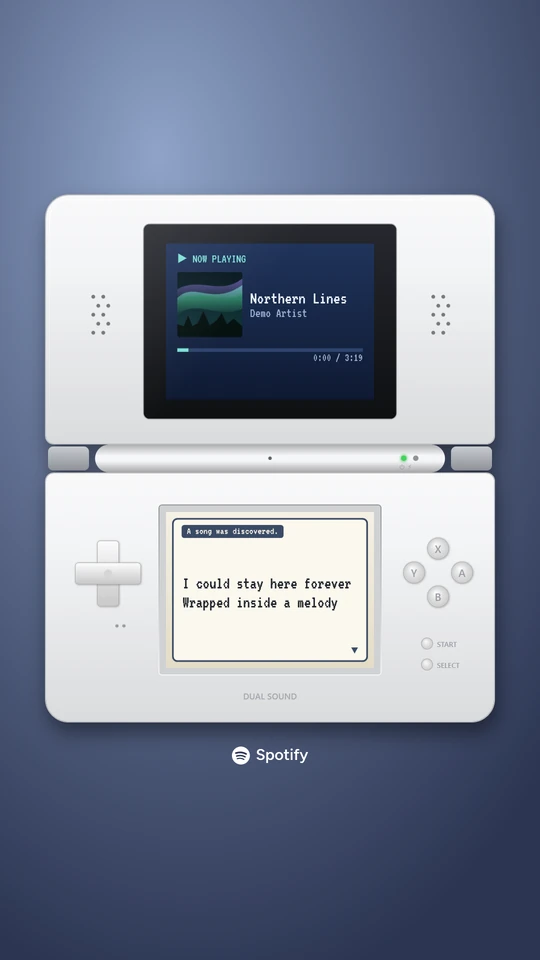 NOW PLAYING
Northern Lines
Demo Artist
0:00 / 3:19
A song was discovered.
I could stay here forever
Wrapped inside a melody
X
Y
A
B
START
SELECT
DUAL SOUND
Spotify